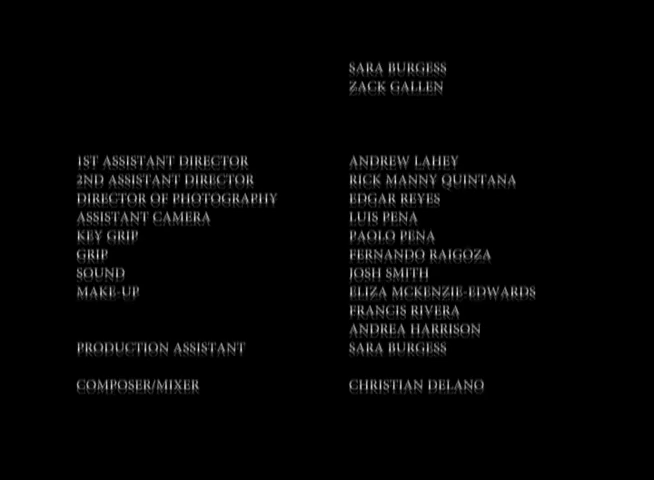 SARA BURGESS
ZACK GALLEN
1ST ASSISTANT DIRECTOR ANDREW LAHEY
2ND ASSISTANT DIRECTOR RICK MANNY QUINTANA
DIRECTOR OF PHOTOGRAPHY EDGAR REYES
ASSISTANT CAMERA LUIS PENA
KEY GRIP PAOLO PENA
GRIP FERNANDO RAIGOZA
SOUND JOSH SMITH
MAKE-UP ELIZA MCKENZIE-EDWARDS
FRANCIS RIVERA
ANDREA HARRISON
PRODUCTION ASSISTANT SARA BURGESS
COMPOSER/MIXER CHRISTIAN DELANO